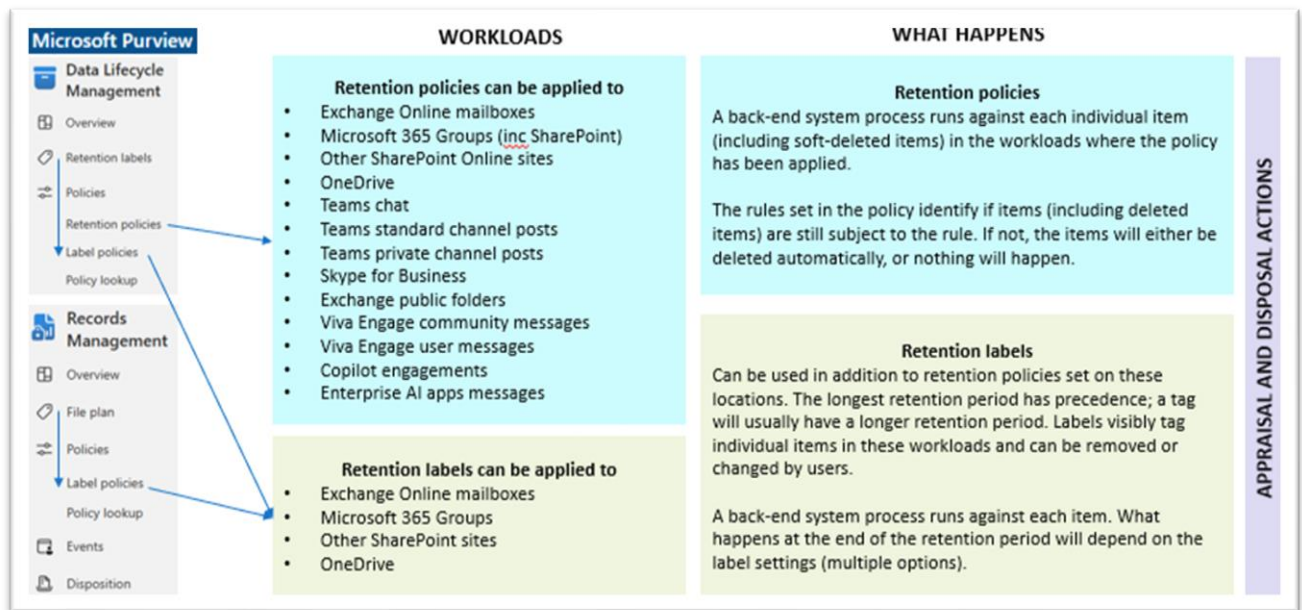 Microsoft Purview
Data Lifecycle
Management
Overview
Retention labels
Policies
Retention policies
Label policies
Policy lookup
Records
Management
Overview
File plan
Policies
Label policies
Policy lookup
Events
Disposition
WORKLOADS
Retention policies can be applied to
• Exchange Online mailboxes
• Microsoft 365 Groups (inc SharePoint)
• Other SharePoint Online sites
• OneDrive
• Teams chat
• Teams standard channel posts
• Teams private channel posts
• Skype for Business
• Exchange public folders
• Viva Engage community messages
• Viva Engage user messages
• Copilot engagements
• Enterprise AI apps messages
Retention labels can be applied to
• Exchange Online mailboxes
• Microsoft 365 Groups
• Other SharePoint sites
• OneDrive
WHAT HAPPENS
Retention policies
A back-end system process runs against each individual item
(including soft-deleted items) in the workloads where the policy
has been applied.
The rules set in the policy identify if items (including deleted
items) are still subject to the rule. If not, the items will either be
deleted automatically, or nothing will happen.
Retention labels
Can be used in addition to retention policies set on these
locations. The longest retention period has precedence; a tag
will usually have a longer retention period. Labels visibly tag
individual items in these workloads and can be removed or
changed by users.
A back-end system process runs against each item. What
happens at the end of the retention period will depend on the
label settings (multiple options).
APPRAISAL AND DISPOSAL ACTIONS